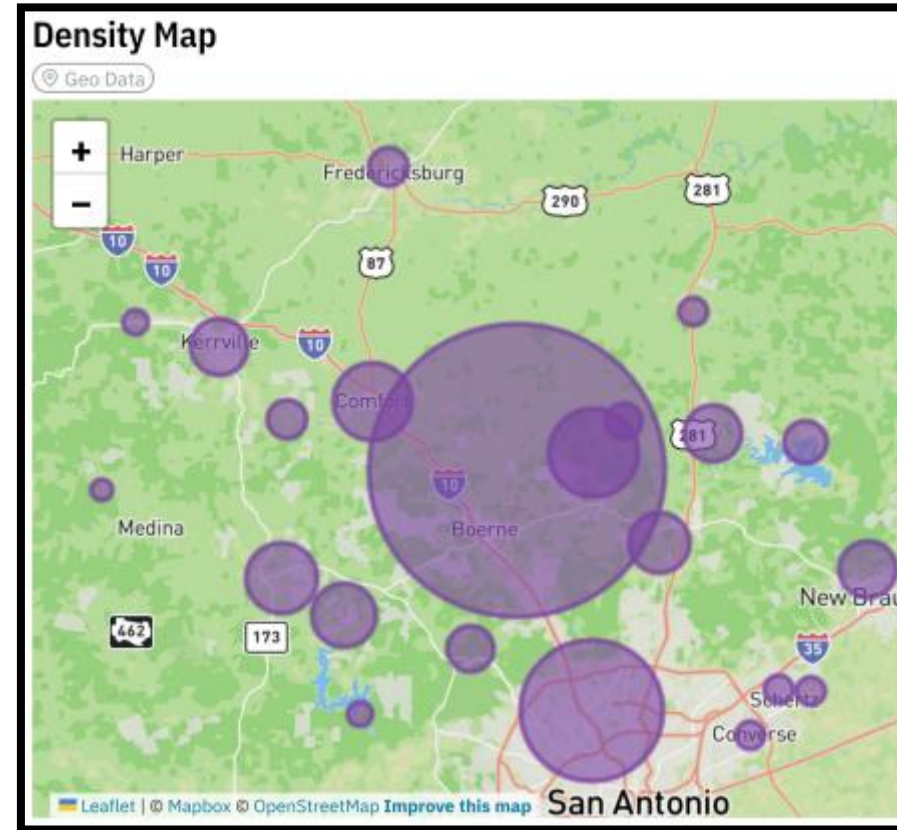 Density Map
Geo Data
+
Harper
Fredericksburg
−
290
281
10
10
87
Kerrville
10
Comfort
281
10
Boerne
Medina
New Brau
462
173
35
Schertz
Converse
Leaflet | © Mapbox © OpenStreetMap Improve this map
San Antonio